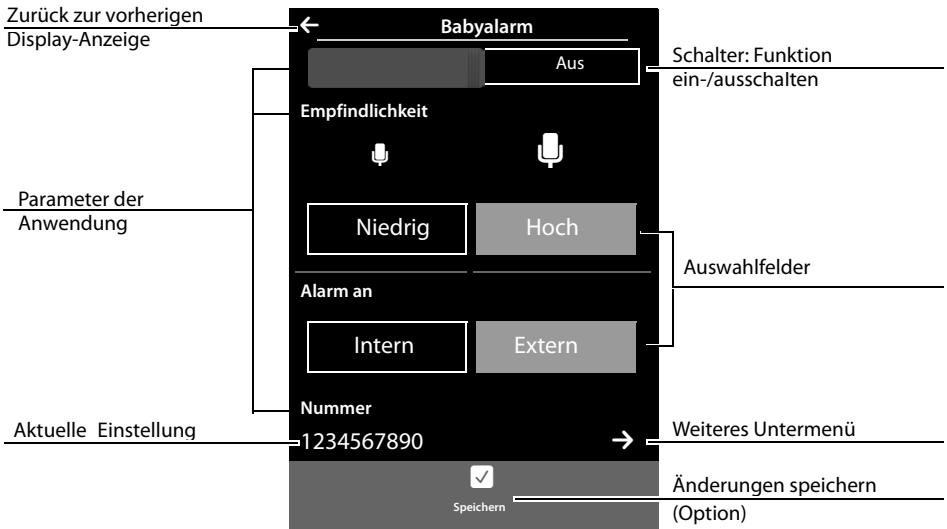 Zurück zur vorherigen
Display-Anzeige
Babyalarm
Aus
Schalter: Funktion
ein-/ausschalten
Empfindlichkeit
Parameter der
Anwendung
Niedrig
Hoch
Auswahlfelder
Alarm an
Intern
Extern
Nummer
Aktuelle Einstellung
1234567890
Weiteres Untermenü
Speichern
Änderungen speichern
(Option)